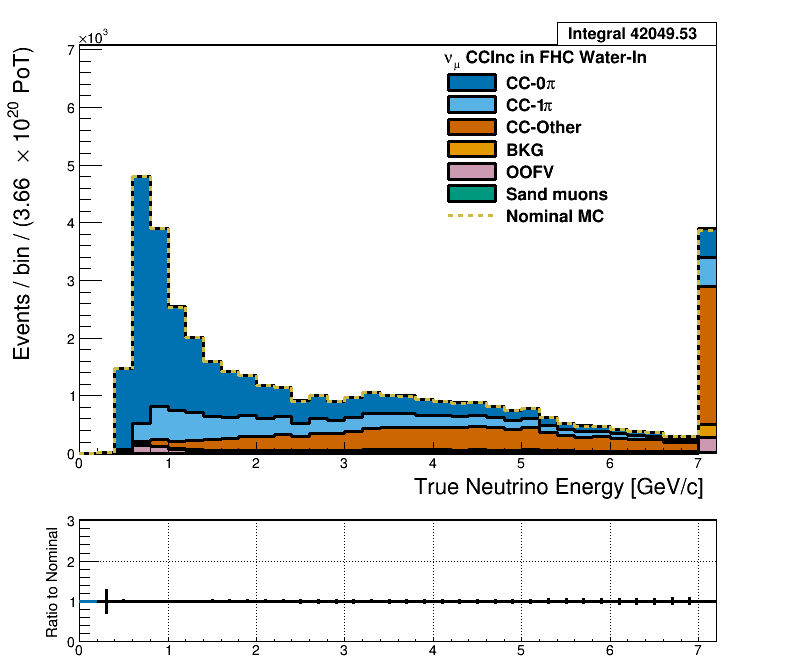 Integral 42049.53
×10³
ν_μ CCInc in FHC Water-In
CC-0π
CC-1π
CC-Other
BKG
OOFV
Sand muons
Nominal MC
Events / bin / (3.66 × 10²⁰ PoT)
7
6
5
4
3
2
1
0
0 1 2 3 4 5 6 7
True Neutrino Energy [GeV/c]
Ratio to Nominal
3
2
1
0
0 1 2 3 4 5 6 7